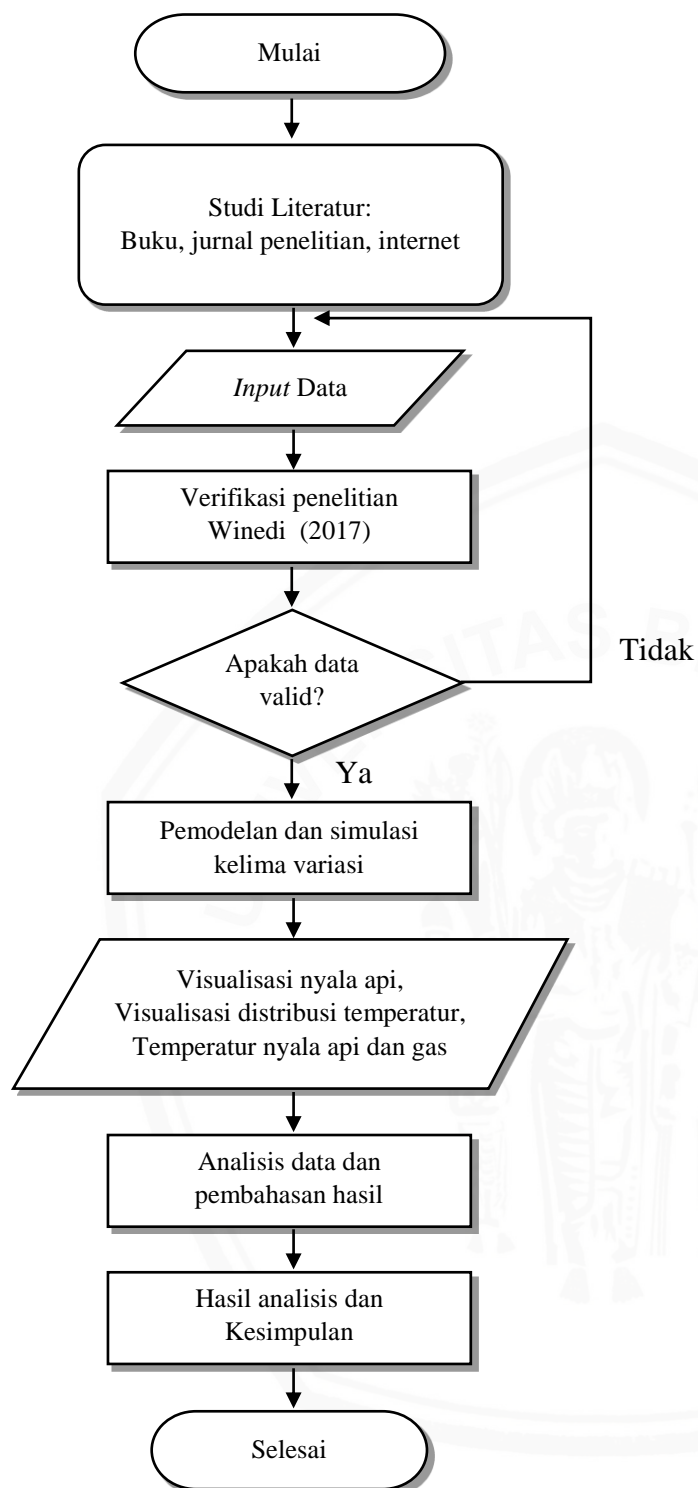 Mulai
Studi Literatur:
Buku, jurnal penelitian, internet
Input Data
Verifikasi penelitian
Winedi (2017)
Apakah data
valid?
Tidak
Ya
Pemodelan dan simulasi
kelima variasi
Visualisasi nyala api,
Visualisasi distribusi temperatur,
Temperatur nyala api dan gas
Analisis data dan
pembahasan hasil
Hasil analisis dan
Kesimpulan
Selesai